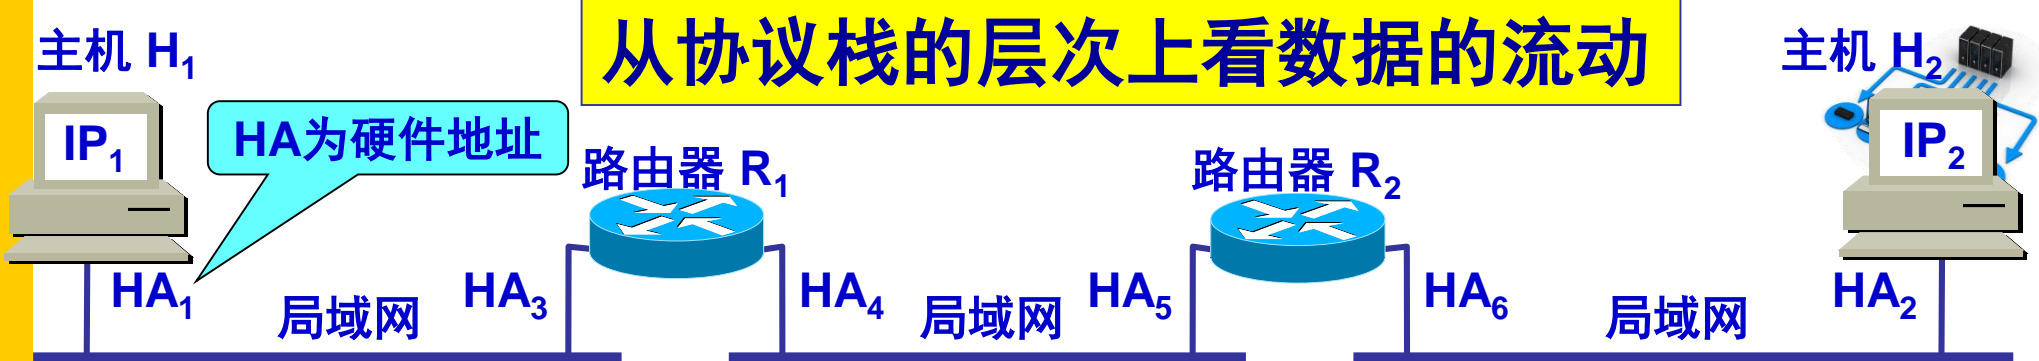 从协议栈的层次上看数据的流动
主机 H1
主机 H2
IP1
HA为硬件地址
路由器 R1
路由器 R2
IP2
HA1
局域网
HA3
HA4
局域网
HA5
HA6
局域网
HA2